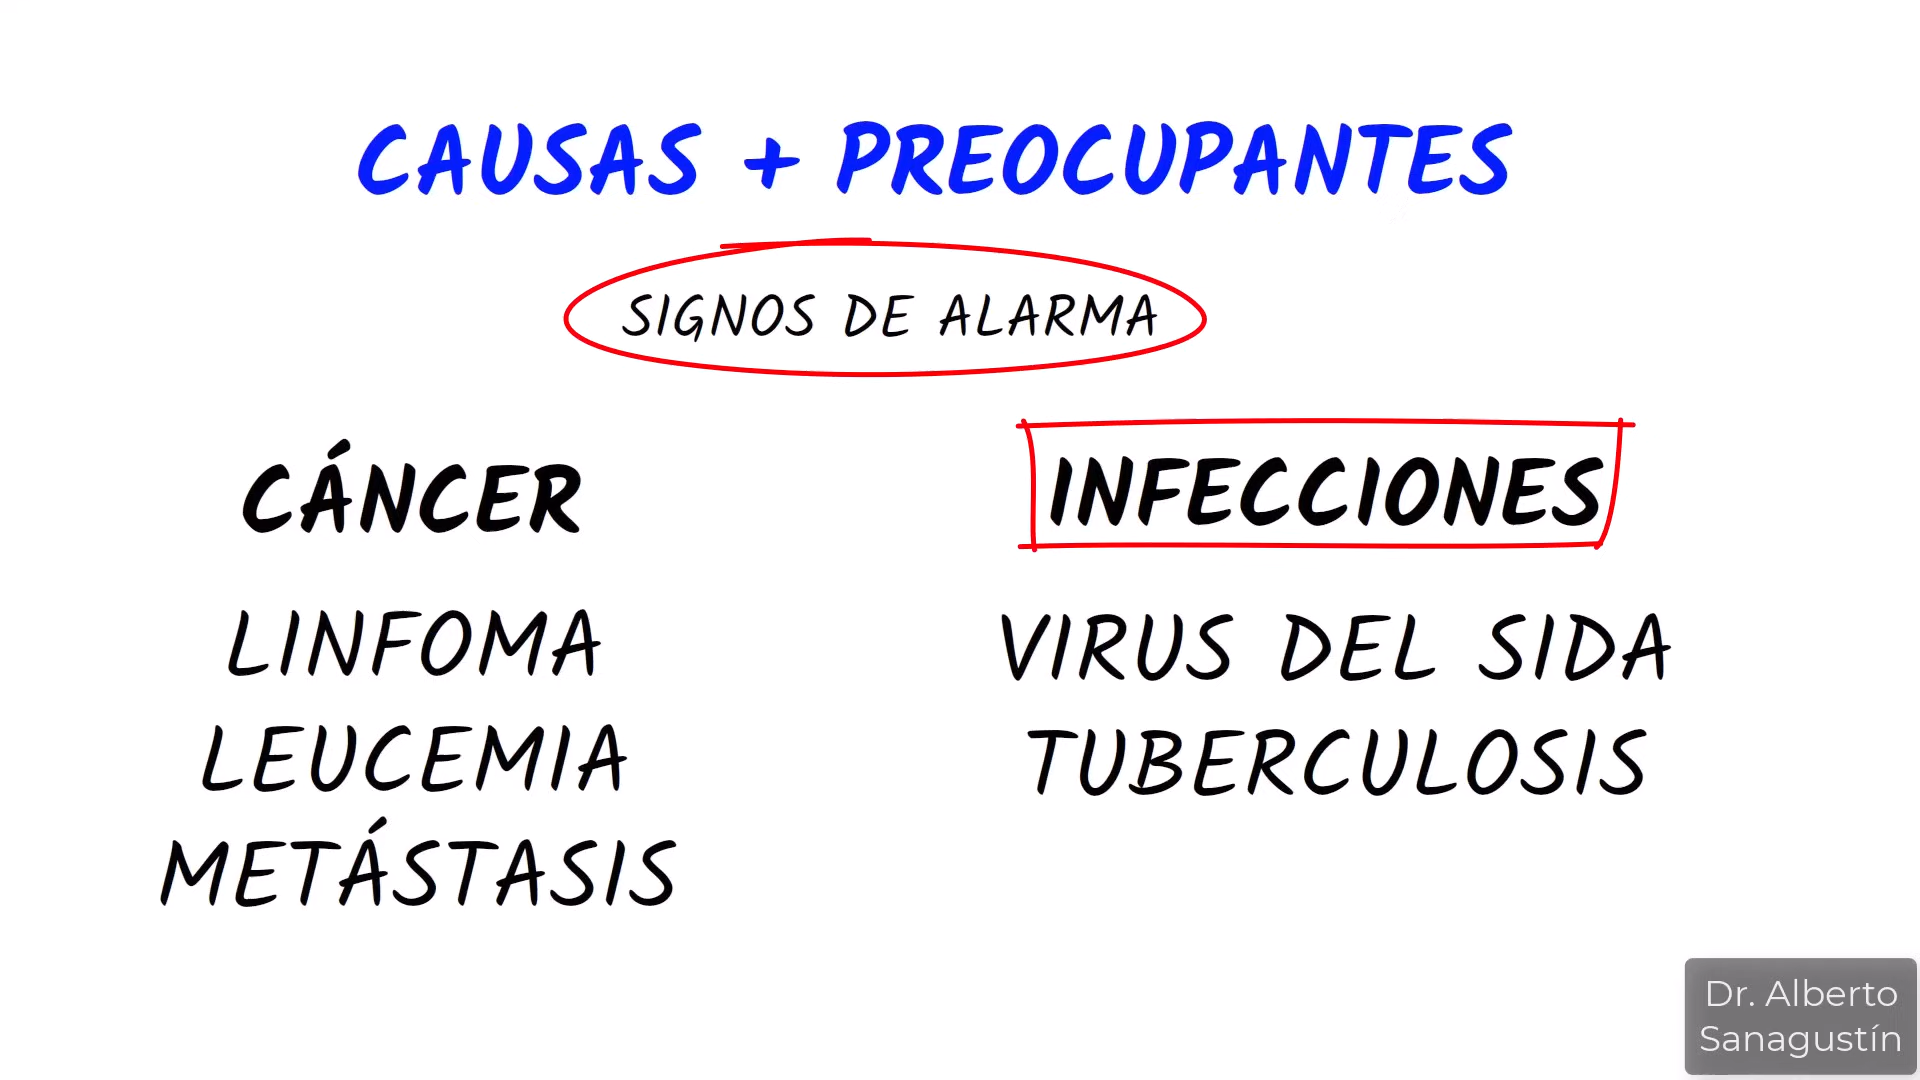 CAUSAS + PREOCUPANTES
SIGNOS DE ALARMA
CÁNCER
LINFOMA
LEUCEMIA
METÁSTASIS
INFECCIONES
VIRUS DEL SIDA
TUBERCULOSIS
Dr. Alberto
Sanagustín